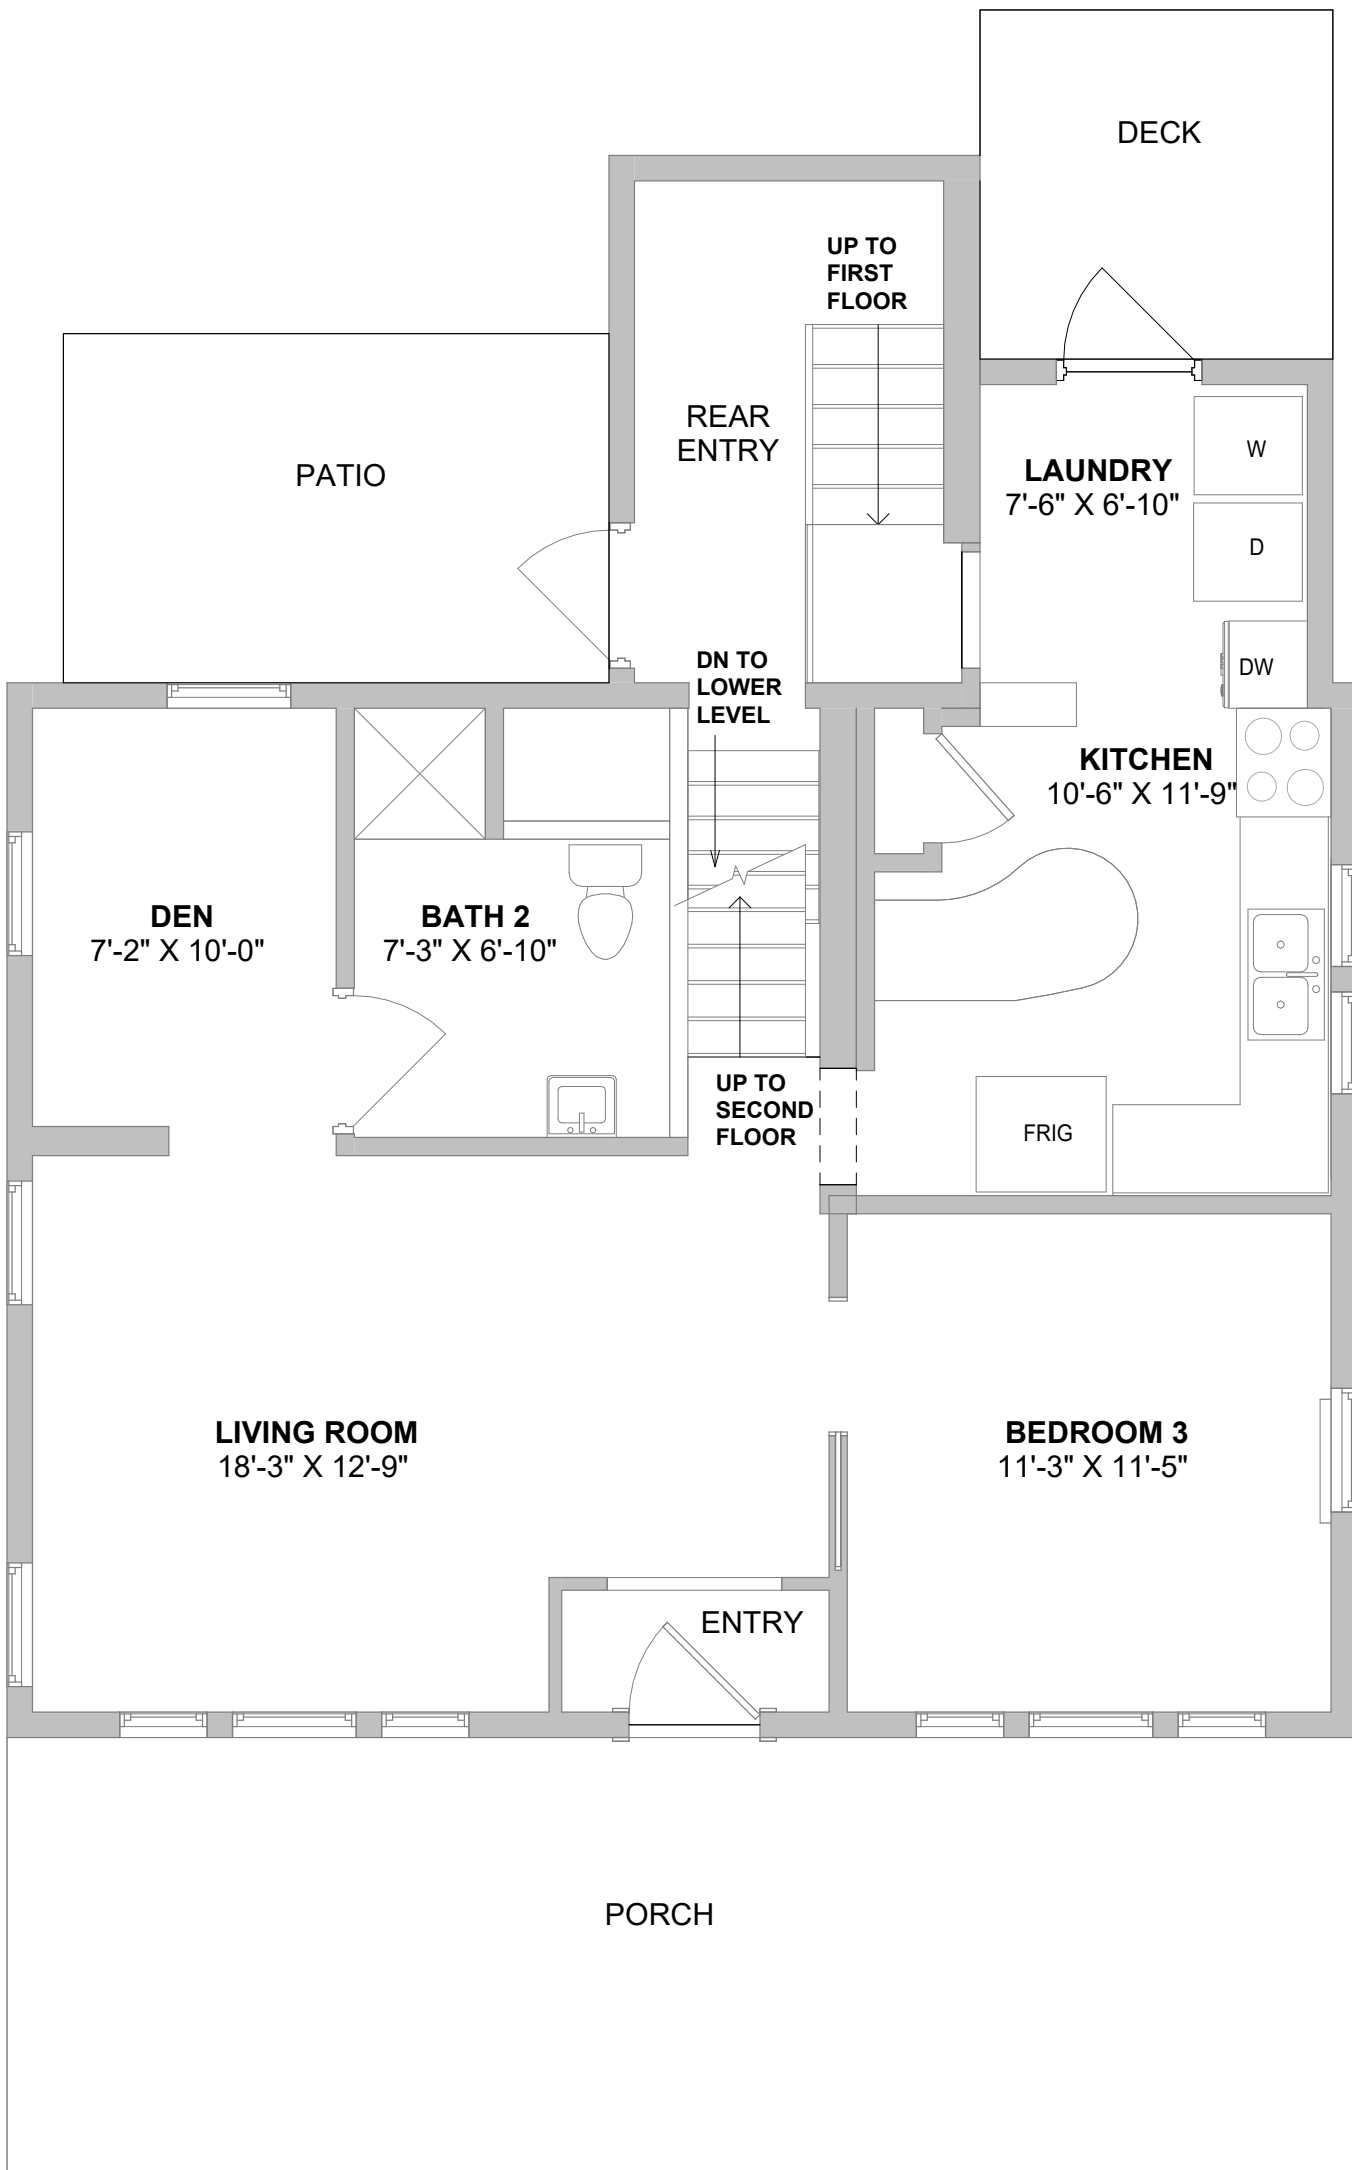 DECK
UP TO
FIRST
FLOOR
REAR
ENTRY
PATIO
LAUNDRY
7'-6" X 6'-10"
W
D
DW
DN TO
LOWER
LEVEL
KITCHEN
10'-6" X 11'-9"
DEN
7'-2" X 10'-0"
BATH 2
7'-3" X 6'-10"
UP TO
SECOND
FLOOR
FRIG
LIVING ROOM
18'-3" X 12'-9"
BEDROOM 3
11'-3" X 11'-5"
ENTRY
PORCH